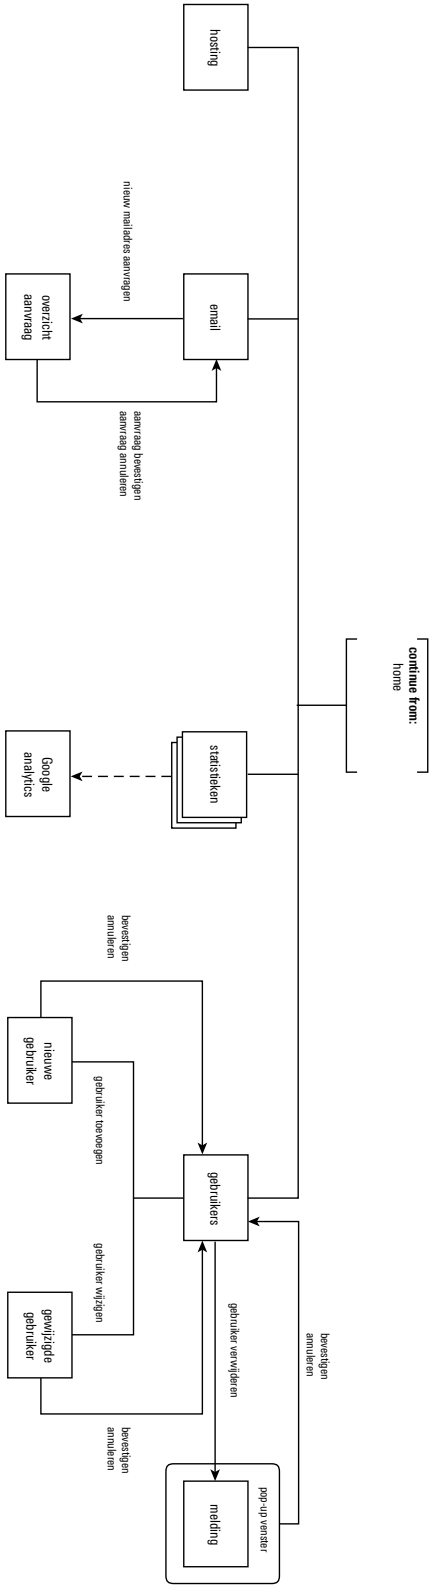 continue from:
home
hosting
email
statistieken
gebruikers
nieuw mailadres aanvragen
overzicht
aanvraag
aanvraag bevestigen
aanvraag annuleren
Google
analytics
bevestigen
annuleren
nieuwe
gebruiker
gebruiker toevoegen
gebruiker wijzigen
gewijzigde
gebruiker
bevestigen
annuleren
gebruiker verwijderen
bevestigen
annuleren
pop-up venster
melding